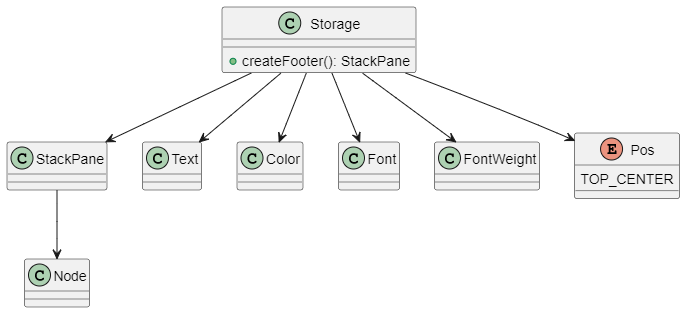 C Storage
createFooter(): StackPane
C StackPane
C Text
C Color
C Font
C FontWeight
E Pos
TOP_CENTER
C Node